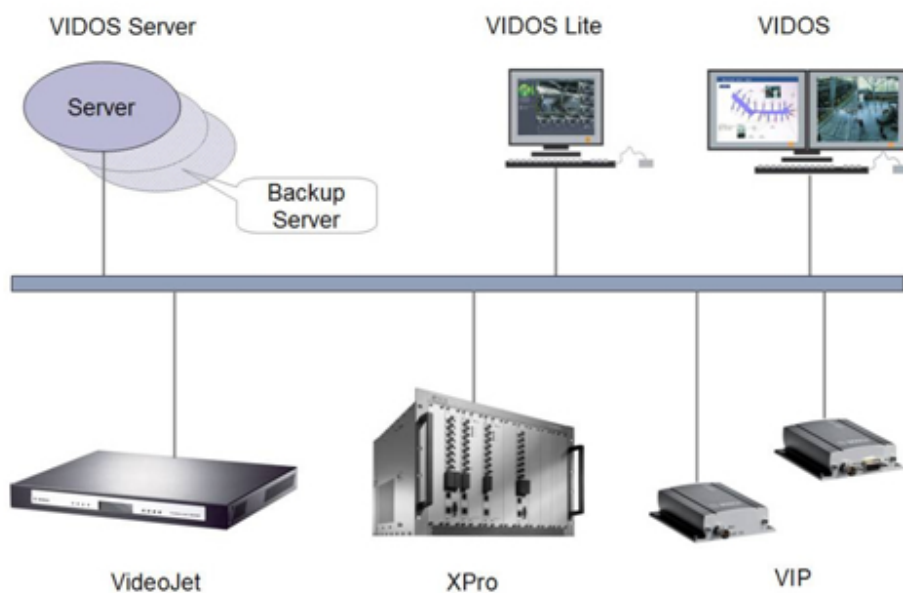 VIDOS Server
VIDOS Lite
VIDOS
Server
Backup
Server
VideoJet
XPro
VIP